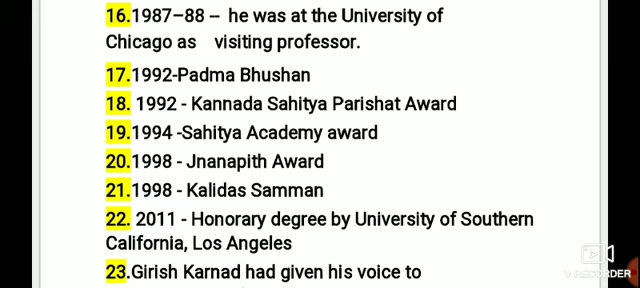 16.1987–88 – he was at the University of
Chicago as visiting professor.
17.1992-Padma Bhushan
18. 1992 - Kannada Sahitya Parishat Award
19.1994 -Sahitya Academy award
20.1998 - Jnanapith Award
21.1998 - Kalidas Samman
22. 2011 - Honorary degree by University of Southern
California, Los Angeles
23.Girish Karnad had given his voice to
V RECORDER